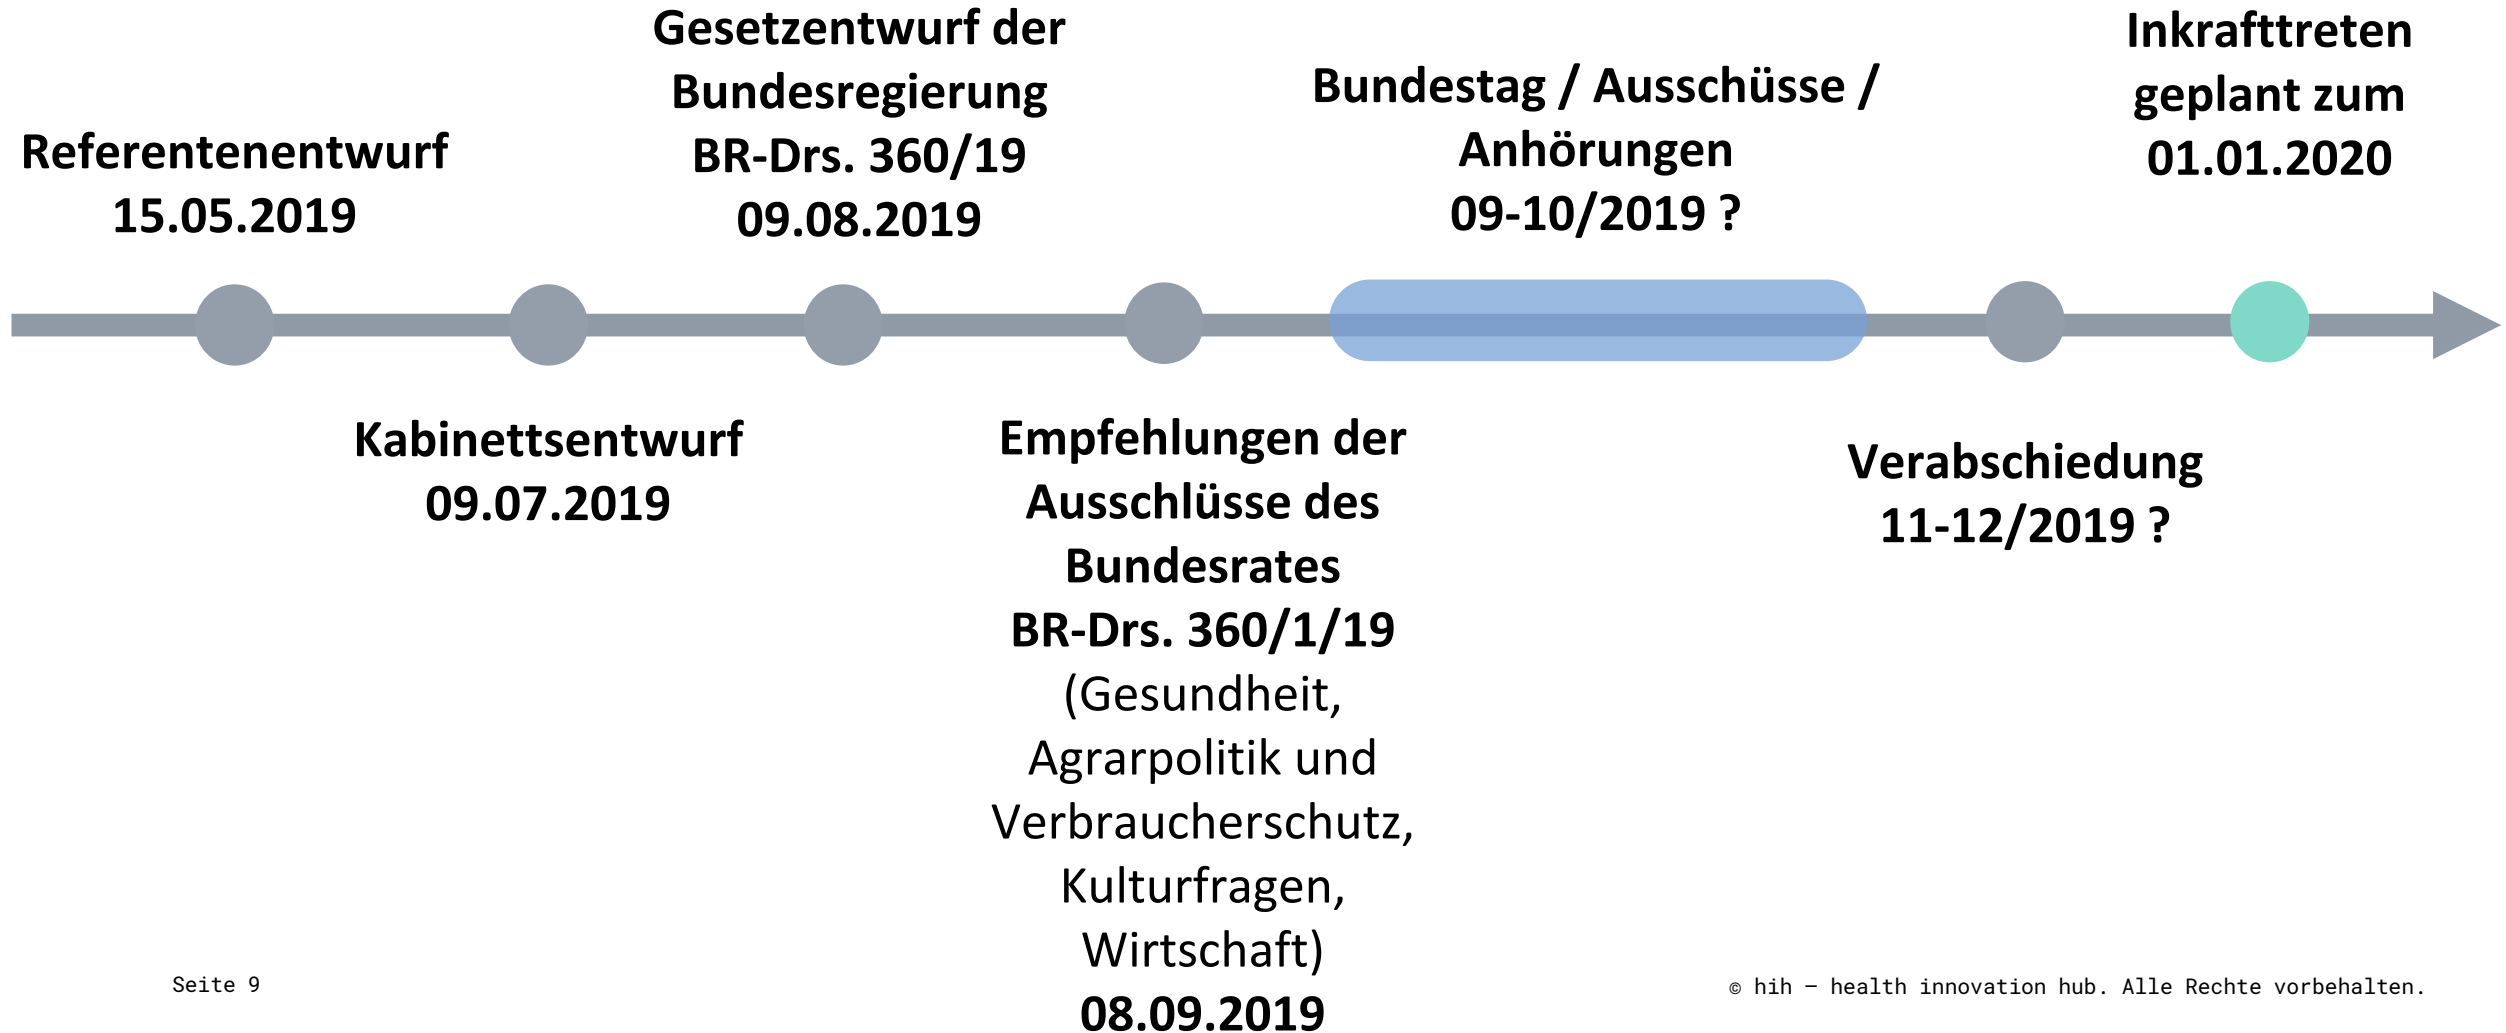 Referentenentwurf
15.05.2019
Gesetzentwurf der
Bundesregierung
BR-Drs. 360/19
09.08.2019
Bundestag / Ausschüsse /
Anhörungen
09-10/2019 ?
Inkrafttreten
geplant zum
01.01.2020
Kabinettsentwurf
09.07.2019
Empfehlungen der
Ausschlüsse des
Bundesrates
BR-Drs. 360/1/19
(Gesundheit,
Agrarpolitik und
Verbraucherschutz,
Kulturfragen,
Wirtschaft)
08.09.2019
Verabschiedung
11-12/2019 ?
Seite 9
© hih – health innovation hub. Alle Rechte vorbehalten.